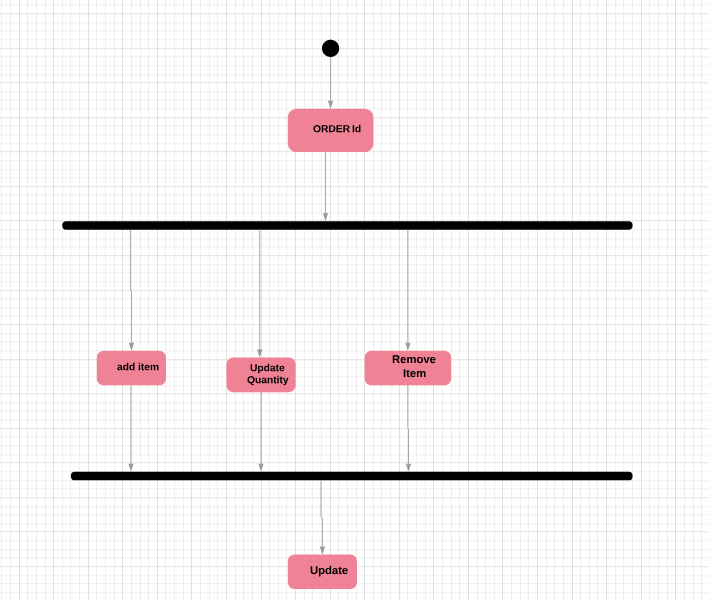 ORDER Id
add item
Update
Quantity
Remove
Item
Update